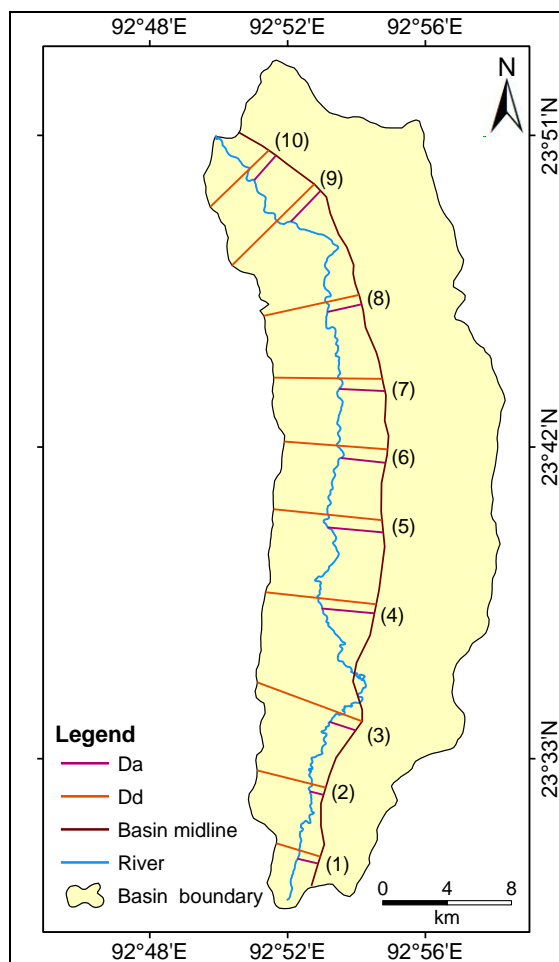 92°48'E 92°52'E 92°56'E
N
23°51'N
(10)
(9)
(8)
(7)
23°42'N
(6)
(5)
(4)
(3)
23°33'N
(2)
(1)
Legend
Da
Dd
Basin midline
River
Basin boundary
0 4 8
km
92°48'E 92°52'E 92°56'E